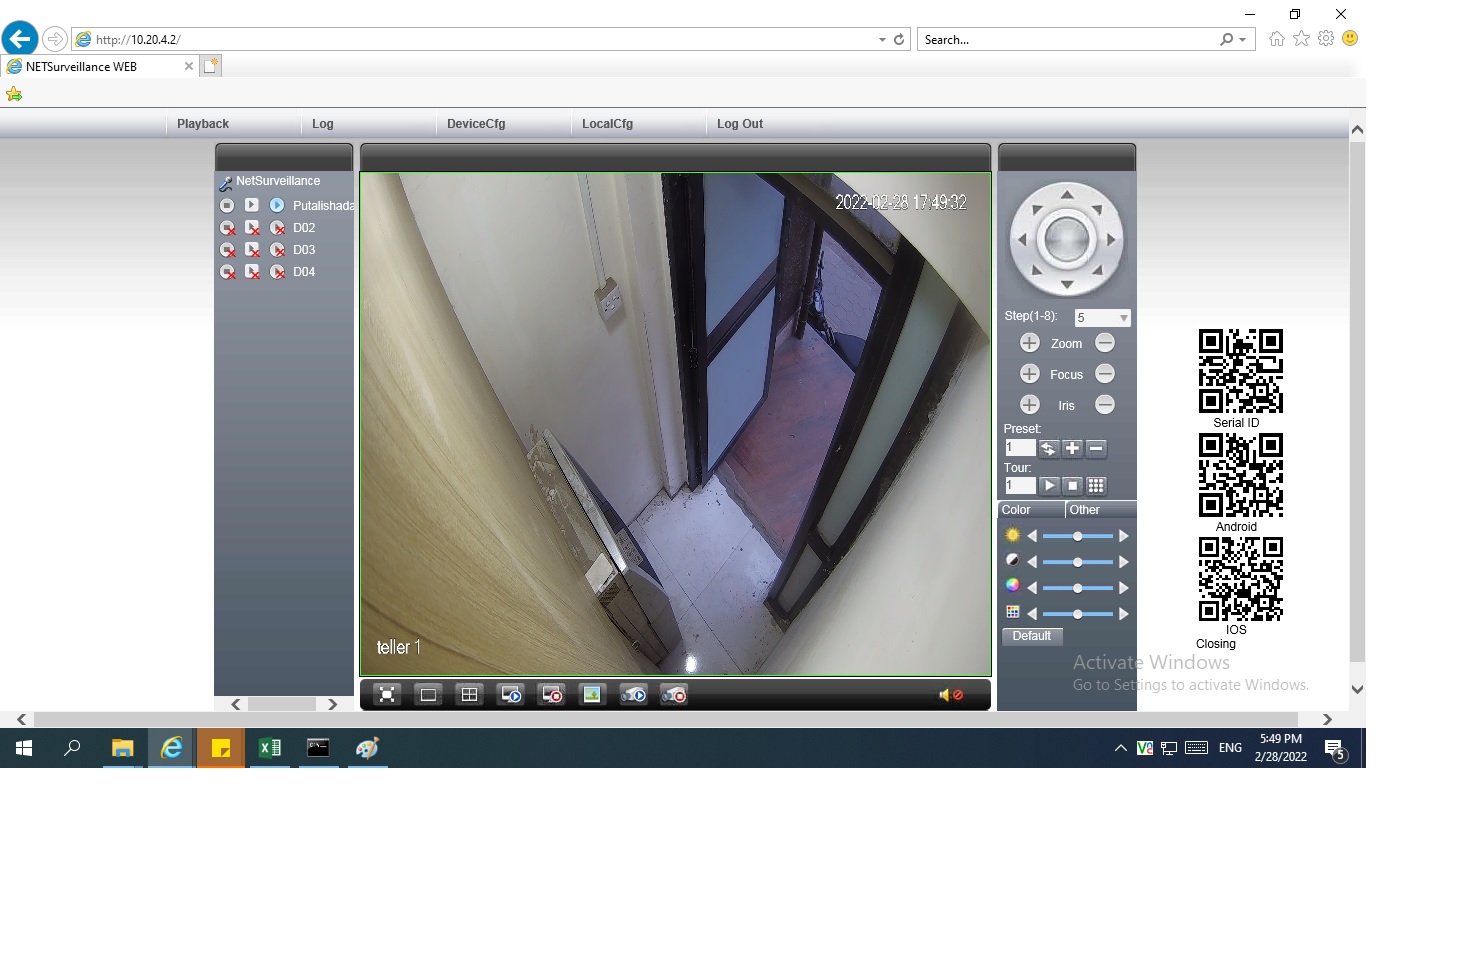 http://10.20.4.2/
Search...
NETSurveillance WEB
Playback Log DeviceCfg LocalCfg Log Out
NetSurveillance
Putalishada
D02
D03
D04
2022-02-28 17:49:32
teller 1
Step(1-8): 5
Zoom
Focus
Iris
Preset:
1
Tour:
1
Color Other
Default
Serial ID
Android
IOS
Closing
Activate Windows
Go to Settings to activate Windows.
ENG
5:49 PM
2/28/2022
5